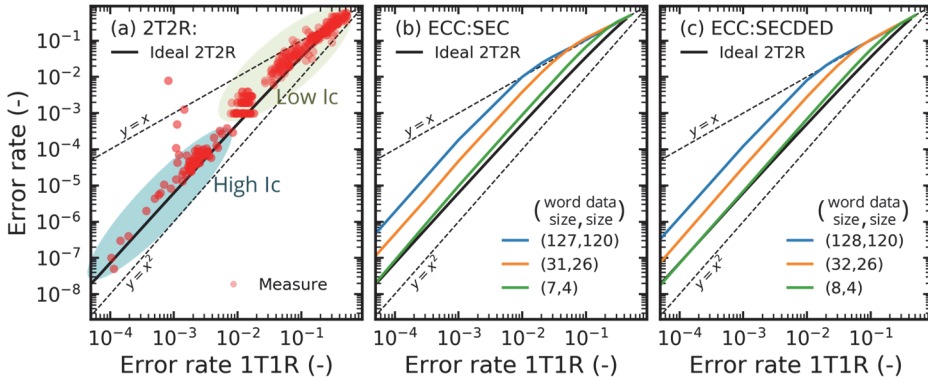 (a) 2T2R:
Ideal 2T2R
Low Ic
High Ic
y = x
y = x²
Measure
Error rate (-)
10⁻¹
10⁻²
10⁻³
10⁻⁴
10⁻⁵
10⁻⁶
10⁻⁷
10⁻⁸
10⁻⁴ 10⁻³ 10⁻² 10⁻¹
Error rate 1T1R (-)
(b) ECC:SEC
Ideal 2T2R
y = x
y = x²
(word data
size, size)
(127,120)
(31,26)
(7,4)
10⁻⁴ 10⁻³ 10⁻² 10⁻¹
Error rate 1T1R (-)
(c) ECC:SECDED
Ideal 2T2R
y = x
y = x²
(word data
size, size)
(128,120)
(32,26)
(8,4)
10⁻⁴ 10⁻³ 10⁻² 10⁻¹
Error rate 1T1R (-)